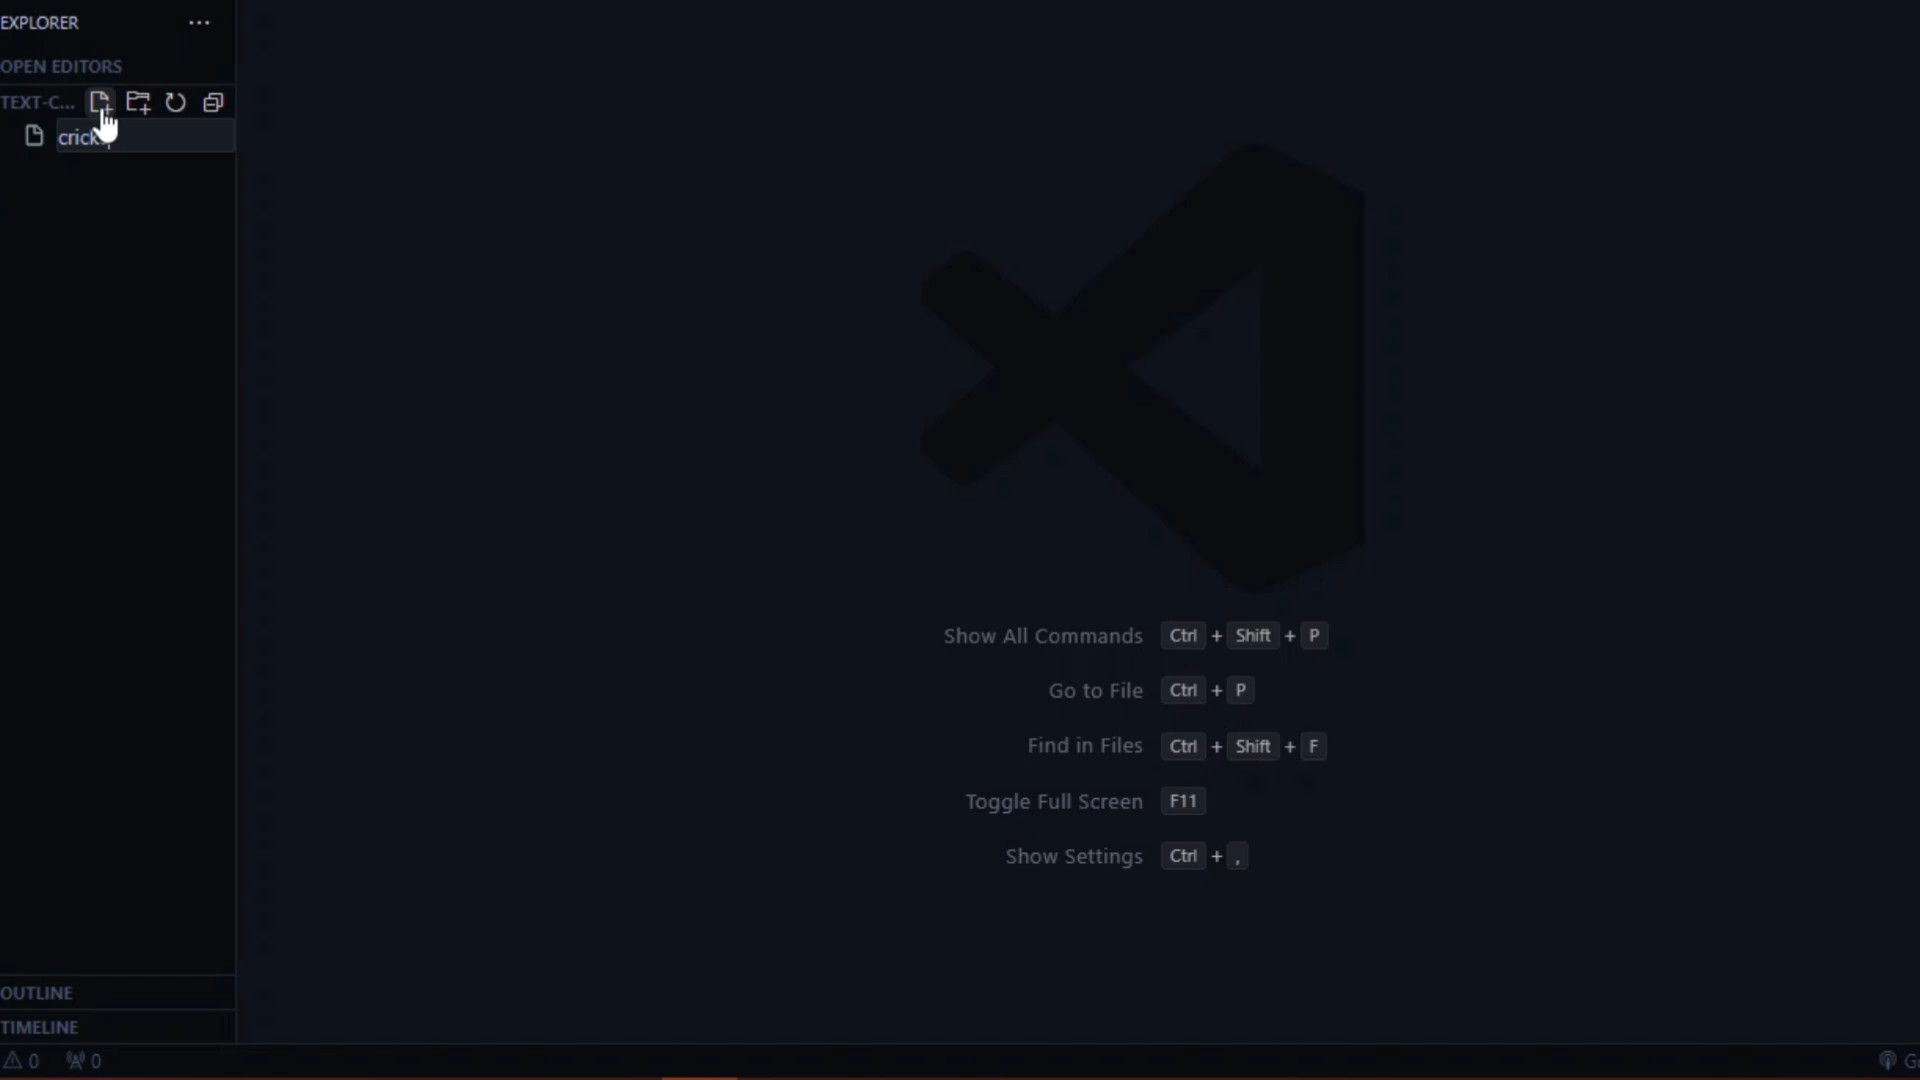 EXPLORER ...
OPEN EDITORS
TEXT-C...
Show All Commands Ctrl + Shift + P
Go to File Ctrl + P
Find in Files Ctrl + Shift + F
Toggle Full Screen F11
Show Settings Ctrl + ,
OUTLINE
TIMELINE
0 0